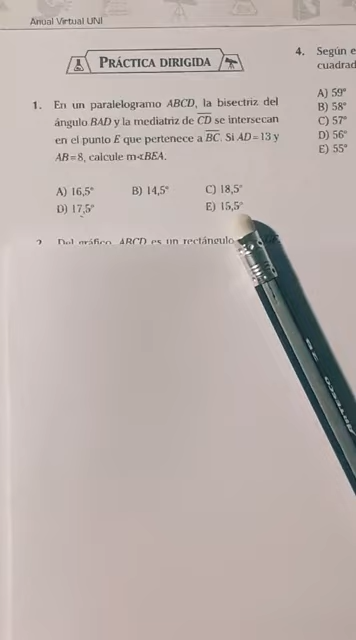 Anual Virtual UNI
PRÁCTICA DIRIGIDA
1. En un paralelogramo ABCD, la bisectriz del
ángulo BAD y la mediatriz de CD se intersecan
en el punto E que pertenece a BC. Si AD=13 y
AB=8, calcule m∢BEA.
A) 16,5° B) 14,5° C) 18,5°
D) 17,5° E) 15,5°
2. Del gráfico, ABCD es un rectángulo
4. Según e
cuadrad
A) 59°
B) 58°
C) 57°
D) 56°
E) 55°